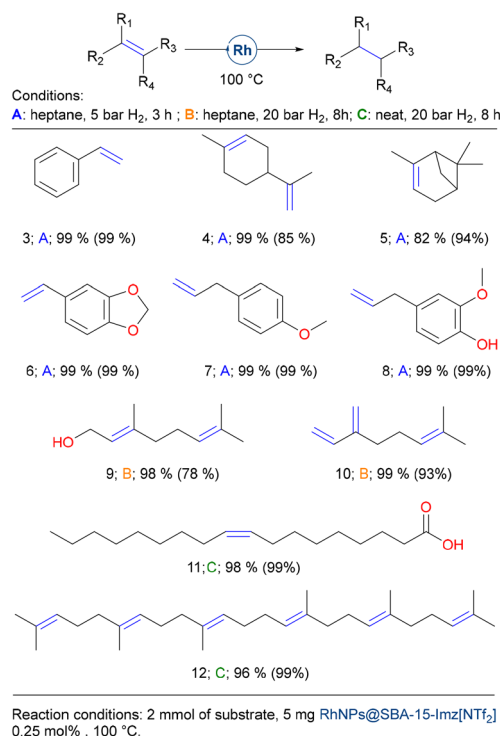 R1
R2
R3
R4
Rh
100 °C
R1
R2
R3
R4
Conditions:
A: heptane, 5 bar H2, 3 h ; B: heptane, 20 bar H2, 8h; C: neat, 20 bar H2, 8 h
3; A; 99 % (99 %)
4; A; 99% (85 %)
5; A; 82 % (94%)
O
O
O
O
OH
6; A; 99 % (99 %)
7; A; 99% (99 %)
8; A; 99% (99%)
HO
9; B; 98 % (78 %)
10; B; 99% (93%)
O
OH
11;C; 98 % (99%)
12; C; 96 % (99%)
Reaction conditions: 2 mmol of substrate, 5 mg RhNPs@SBA-15-Imz[NTf2]
0.25 mol% , 100 °C.